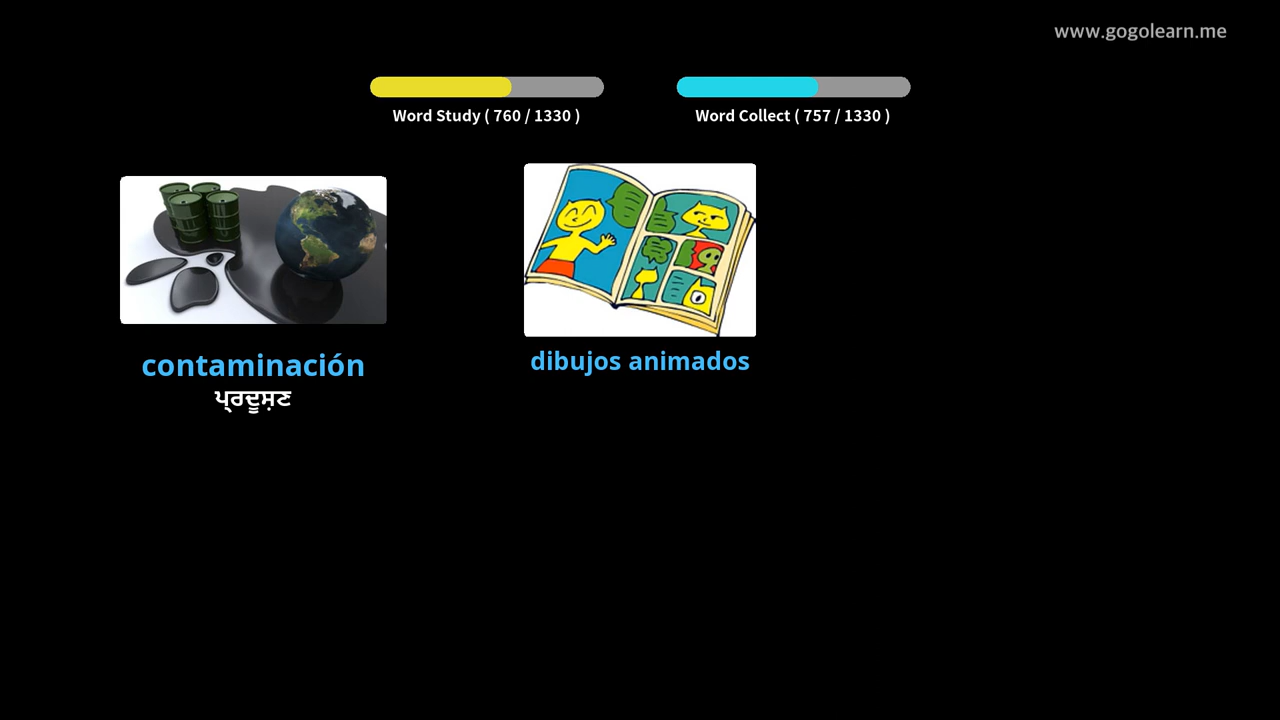 www.gogolearn.me
Word Study ( 760 / 1330 )
Word Collect ( 757 / 1330 )
contaminación
ਪ੍ਰਦੂਸ਼ਣ
dibujos animados